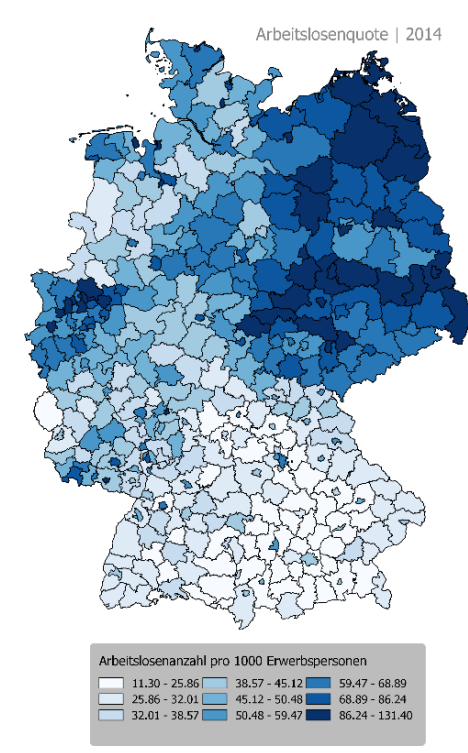 Arbeitslosenquote | 2014
Arbeitslosenanzahl pro 1000 Erwerbspersonen
11.30 - 25.86 38.57 - 45.12 59.47 - 68.89
25.86 - 32.01 45.12 - 50.48 68.89 - 86.24
32.01 - 38.57 50.48 - 59.47 86.24 - 131.40